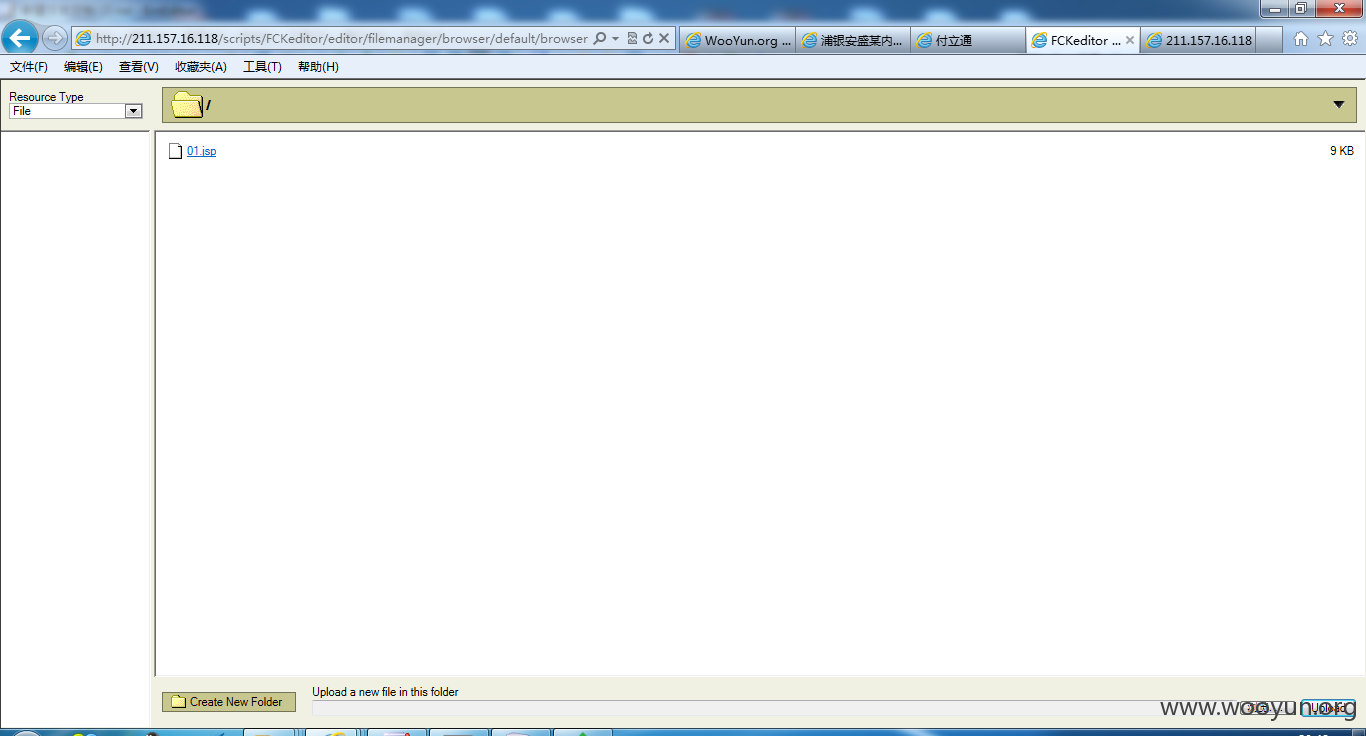 http://211.157.16.118/scripts/FCKeditor/editor/filemanager/browser/default/browser
WooYun.org ...
浦银安盛某内...
付立通
FCKeditor ...
211.157.16.118
文件(F) 编辑(E) 查看(V) 收藏夹(A) 工具(T) 帮助(H)
Resource Type
File
/
01.jsp
9 KB
Create New Folder
Upload a new file in this folder
Upload
www.wooyun.org